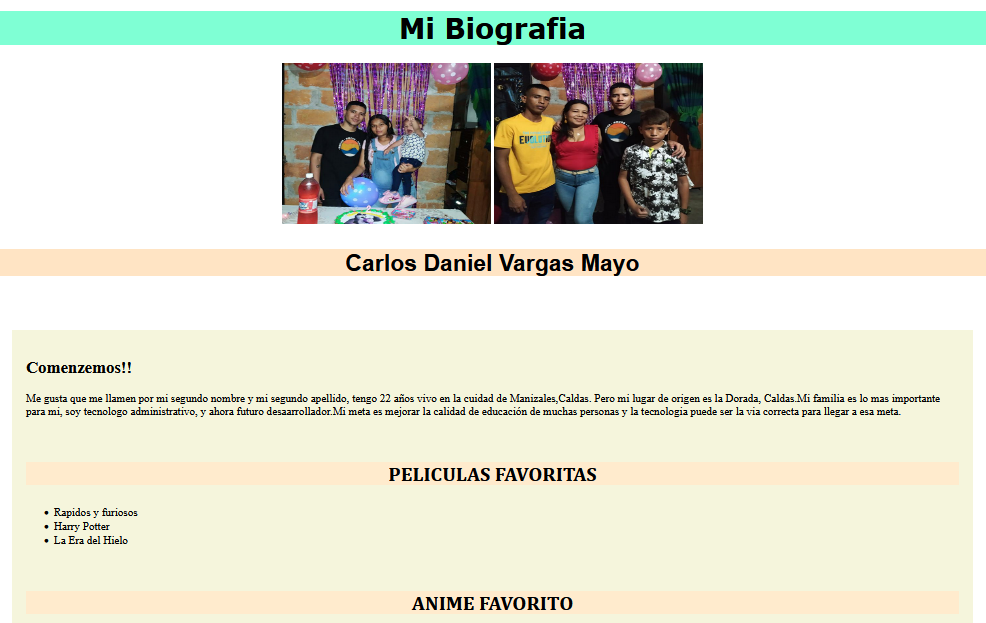 Mi Biografia
Carlos Daniel Vargas Mayo
Comenzemos!!
Me gusta que me llamen por mi segundo nombre y mi segundo apellido, tengo 22 años vivo en la cuidad de Manizales,Caldas. Pero mi lugar de origen es la Dorada, Caldas.Mi familia es lo mas importante
para mi, soy tecnologo administrativo, y ahora futuro desaarrollador.Mi meta es mejorar la calidad de educación de muchas personas y la tecnologia puede ser la via correcta para llegar a esa meta.
PELICULAS FAVORITAS
• Rapidos y furiosos
• Harry Potter
• La Era del Hielo
ANIME FAVORITO